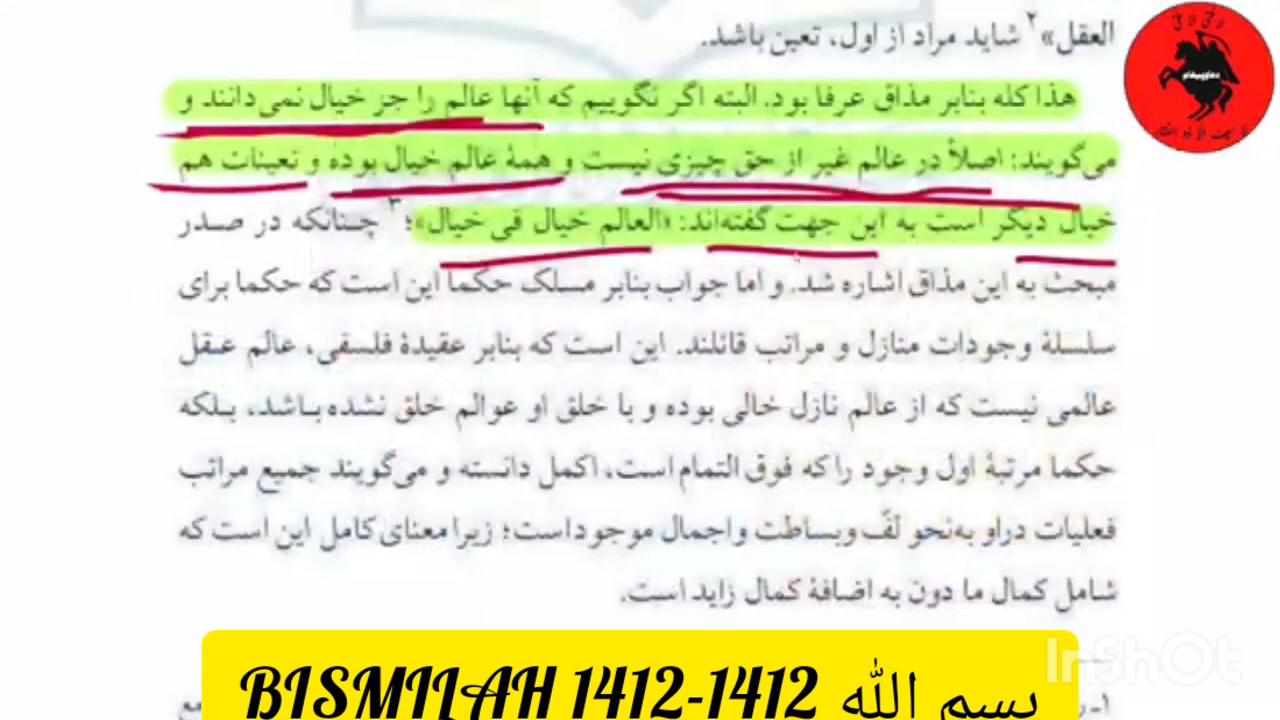 العقل»۲ شاید مراد از اول، تعین باشد.
هذا کله بنابر مذاق عرفا بود. البته اگر نگوییم که آنها عالم را جز خیال نمی‌دانند و
می‌گویند: اصلاً در عالم غیر از حق چیزی نیست و همهٔ عالم خیال بوده و تعینات هم
خیال دیگر است به این جهت گفته‌اند: «العالم خیال فی خیال»؛۳ چنانکه در صدر
مبحث به این مذاق اشاره شد. و اما جواب بنابر مسلک حکما این است که حکما برای
سلسلهٔ وجودات منازل و مراتب قائلند. این است که بنابر عقیدهٔ فلسفی، عالم عقل
عالمی نیست که از عالم نازل خالی بوده و با خلق او عوالم خلق نشده باشد، بلکه
حکما مرتبهٔ اول وجود را که فوق التمام است، اکمل دانسته و می‌گویند جمیع مراتب
فعلیات در او به‌نحو لفّ و بساطت و اجمال موجود است؛ زیرا معنای کامل این است که
شامل کمال ما دون به اضافهٔ کمال زاید است.
BISMILAH 1412-1412 بسم الله
InShOt